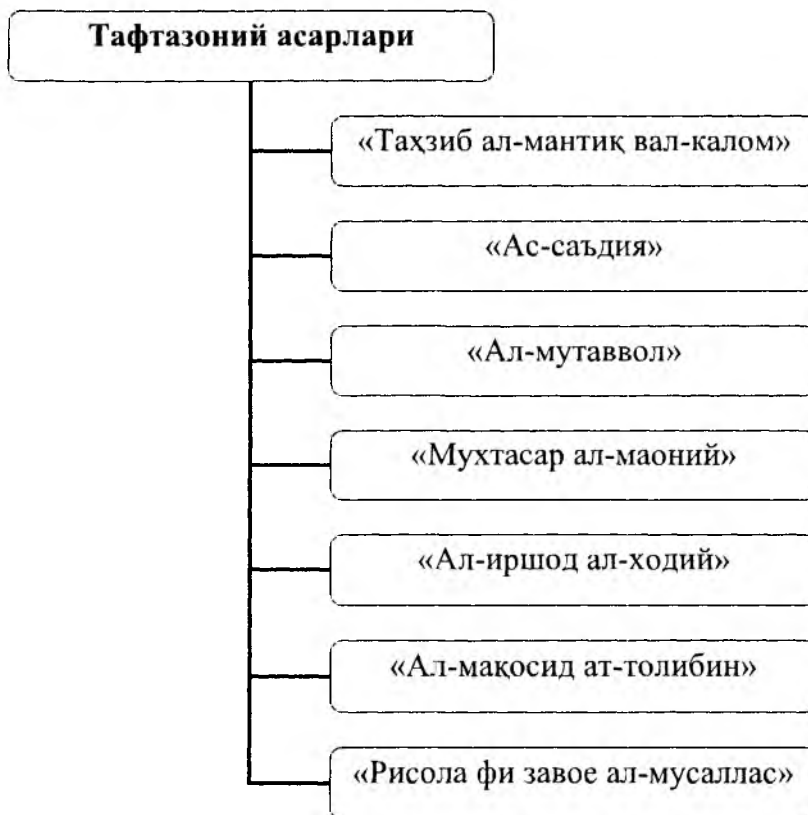 Тафтазоний асарлари
«Таҳзиб ал-мантиқ вал-калом»
«Ас-саъдия»
«Ал-мутаввол»
«Мухтасар ал-маоний»
«Ал-иршод ал-ходий»
«Ал-мақосид ат-толибин»
«Рисола фи завое ал-мусаллас»